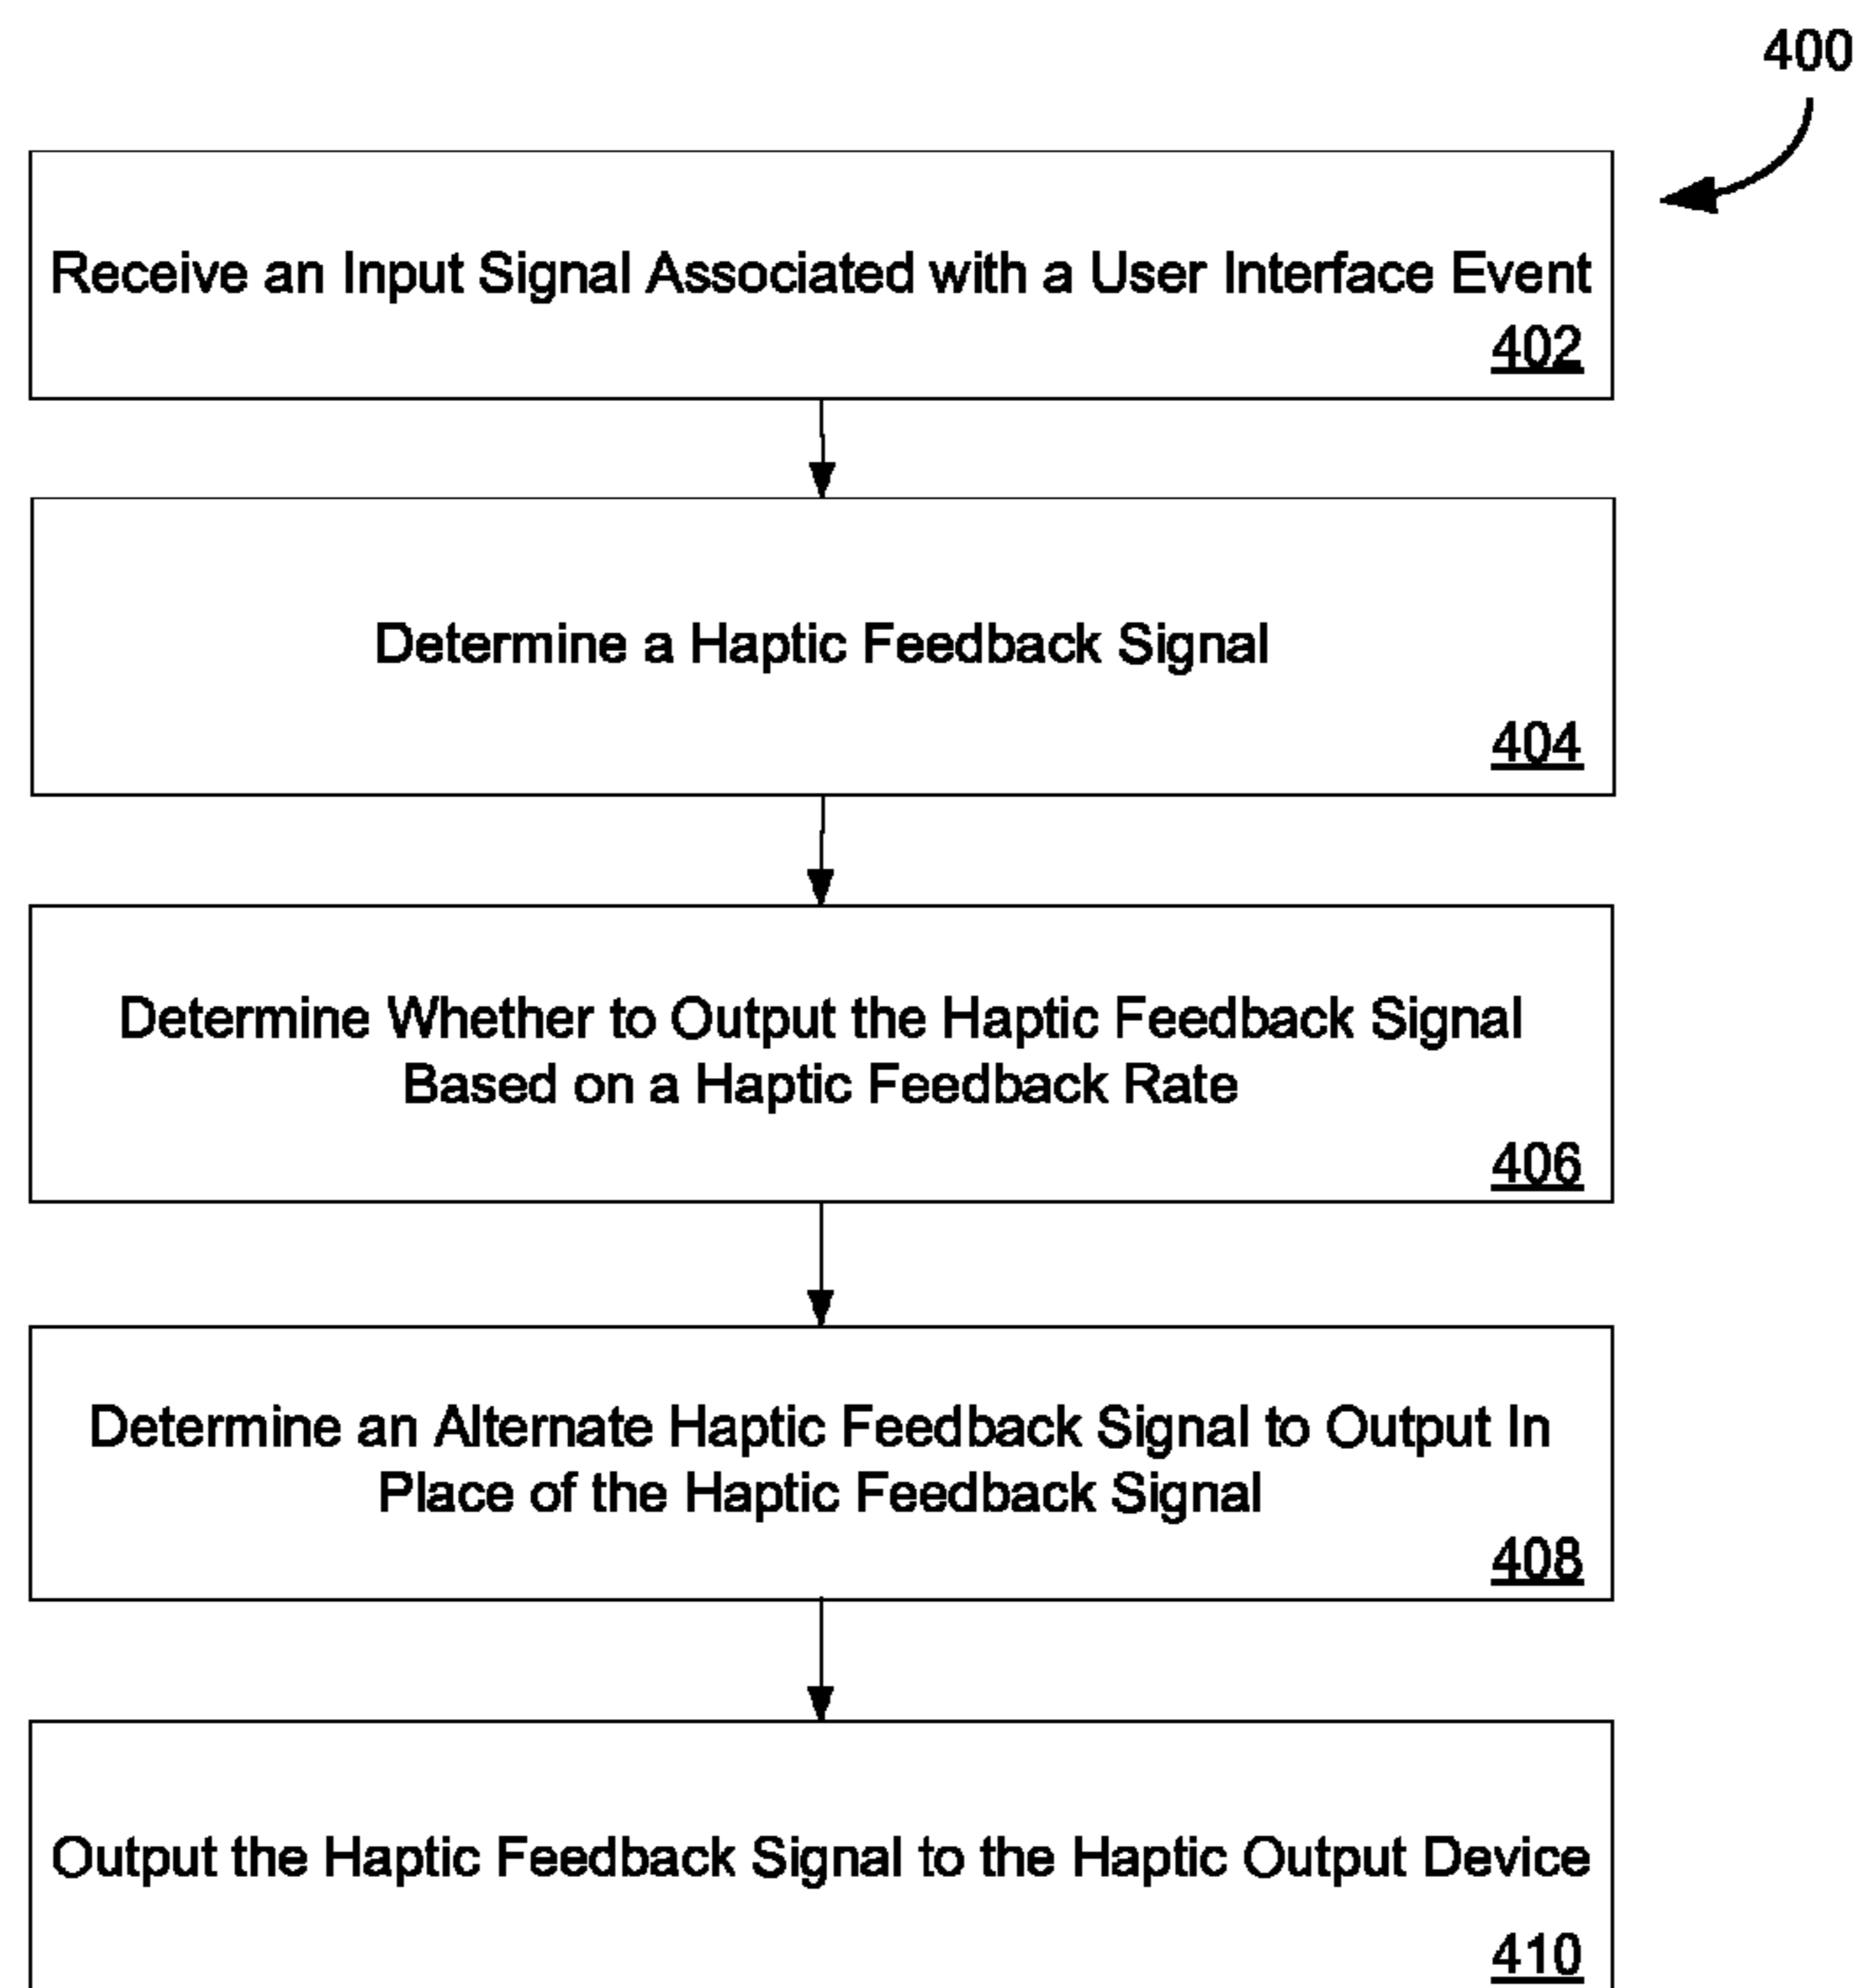 400
Receive an Input Signal Associated with a User Interface Event
402
Determine a Haptic Feedback Signal
404
Determine Whether to Output the Haptic Feedback Signal
Based on a Haptic Feedback Rate
406
Determine an Alternate Haptic Feedback Signal to Output In
Place of the Haptic Feedback Signal
408
Output the Haptic Feedback Signal to the Haptic Output Device
410